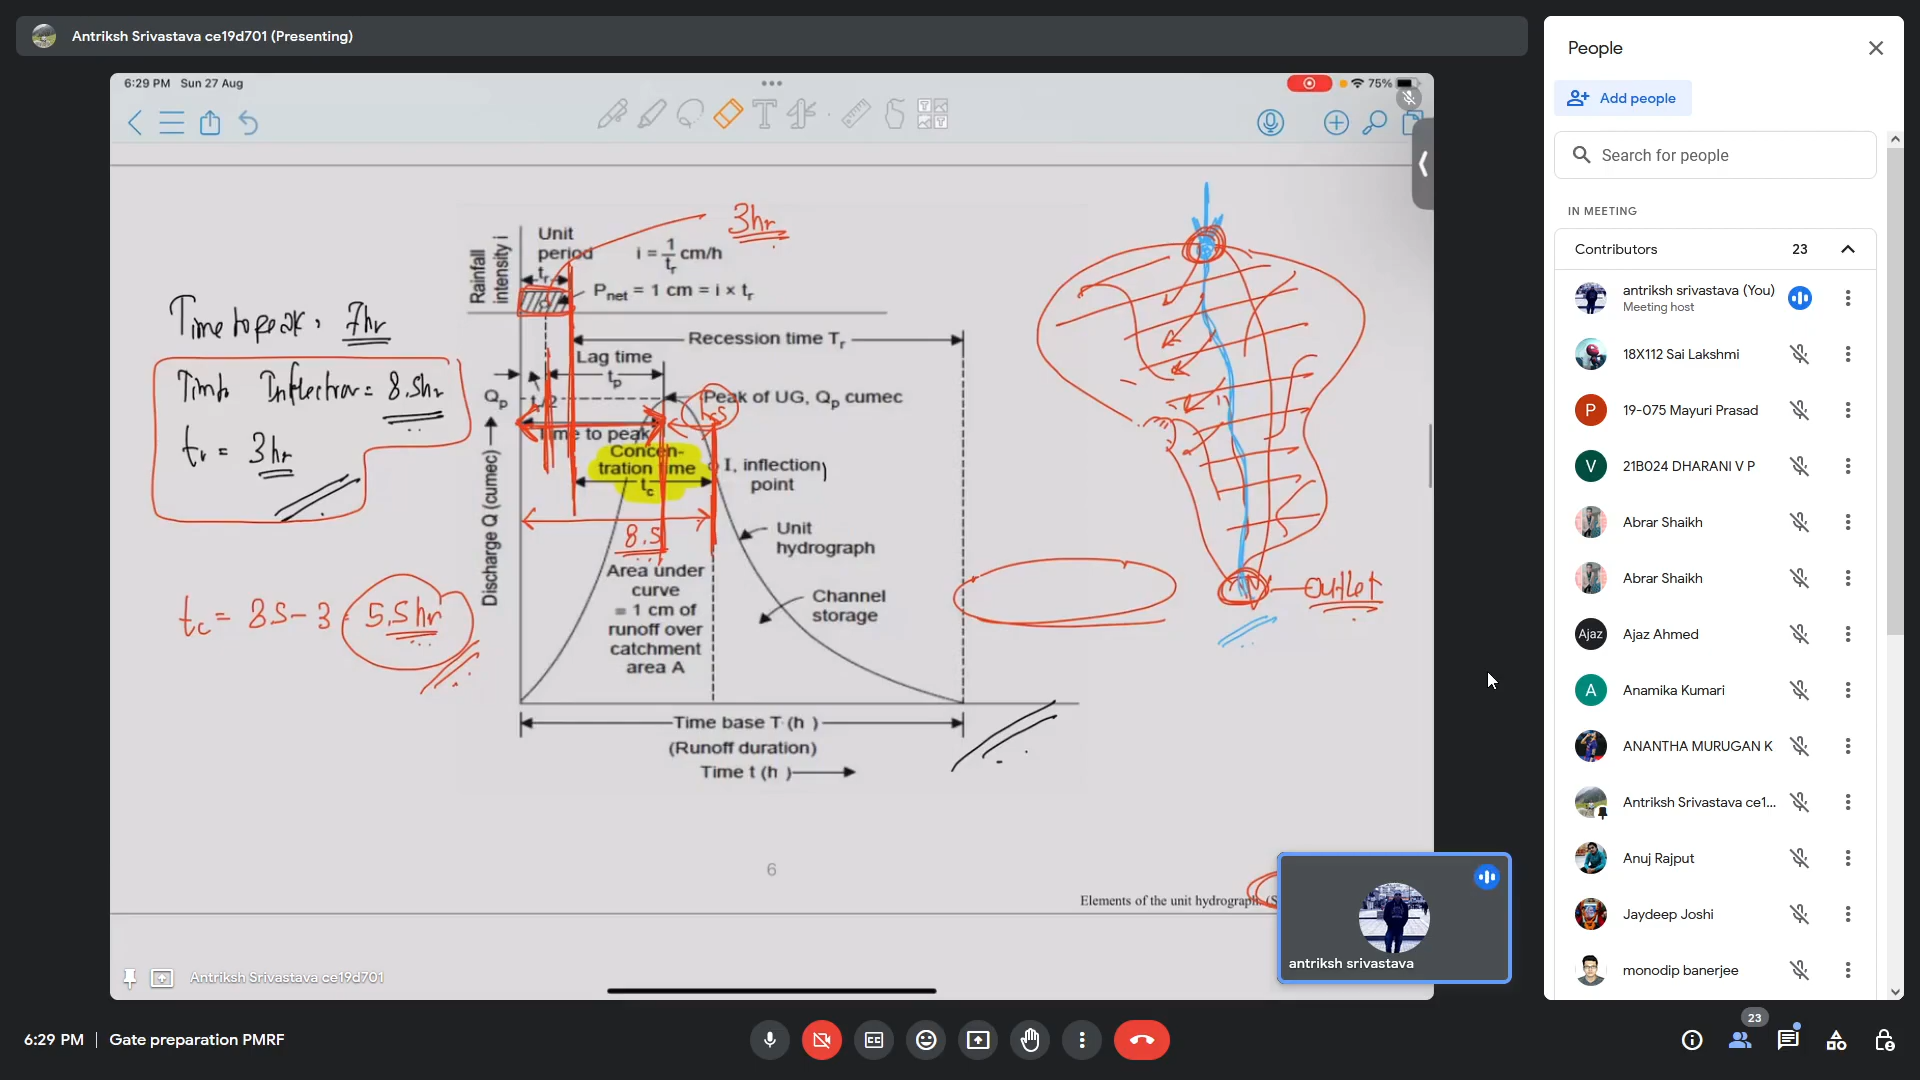 Antriksh Srivastava ce19d701 (Presenting)
6:29 PM Sun 27 Aug
75%
3hr
Rainfall intensity i
Unit period tr
i = 1/tr cm/h
Pnet = 1 cm = i × tr
Time to peak = 7hr
Time to Inflection = 8.5hr
tr = 3hr
Recession time Tr
Lag time tp
Qp
tr/2
Peak of UG, Qp cumec
1.5
Time to peak
Concen-
tration time
tc
I, inflection
point
8.5
Discharge Q (cumec)
Unit
hydrograph
Area under
curve
= 1 cm of
runoff over
catchment
area A
Channel
storage
tc = 8.5 - 3 = 5.5hr
outlet
Time base T (h )
(Runoff duration)
Time t (h )
6
Elements of the unit hydrograph. (S
Antriksh Srivastava ce19d701
antriksh srivastava
People
Add people
Search for people
IN MEETING
Contributors 23
antriksh srivastava (You)
Meeting host
18X112 Sai Lakshmi
P 19-075 Mayuri Prasad
V 21B024 DHARANI V P
Abrar Shaikh
Abrar Shaikh
Ajaz Ajaz Ahmed
A Anamika Kumari
ANANTHA MURUGAN K
Antriksh Srivastava ce1...
Anuj Rajput
Jaydeep Joshi
monodip banerjee
6:29 PM | Gate preparation PMRF
23